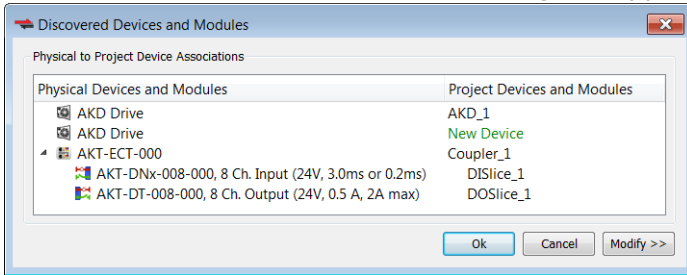 Discovered Devices and Modules
Physical to Project Device Associations
Physical Devices and Modules Project Devices and Modules
AKD Drive AKD_1
AKD Drive New Device
AKT-ECT-000 Coupler_1
AKT-DNx-008-000, 8 Ch. Input (24V, 3.0ms or 0.2ms) DISlice_1
AKT-DT-008-000, 8 Ch. Output (24V, 0.5 A, 2A max) DOSlice_1
Ok Cancel Modify >>